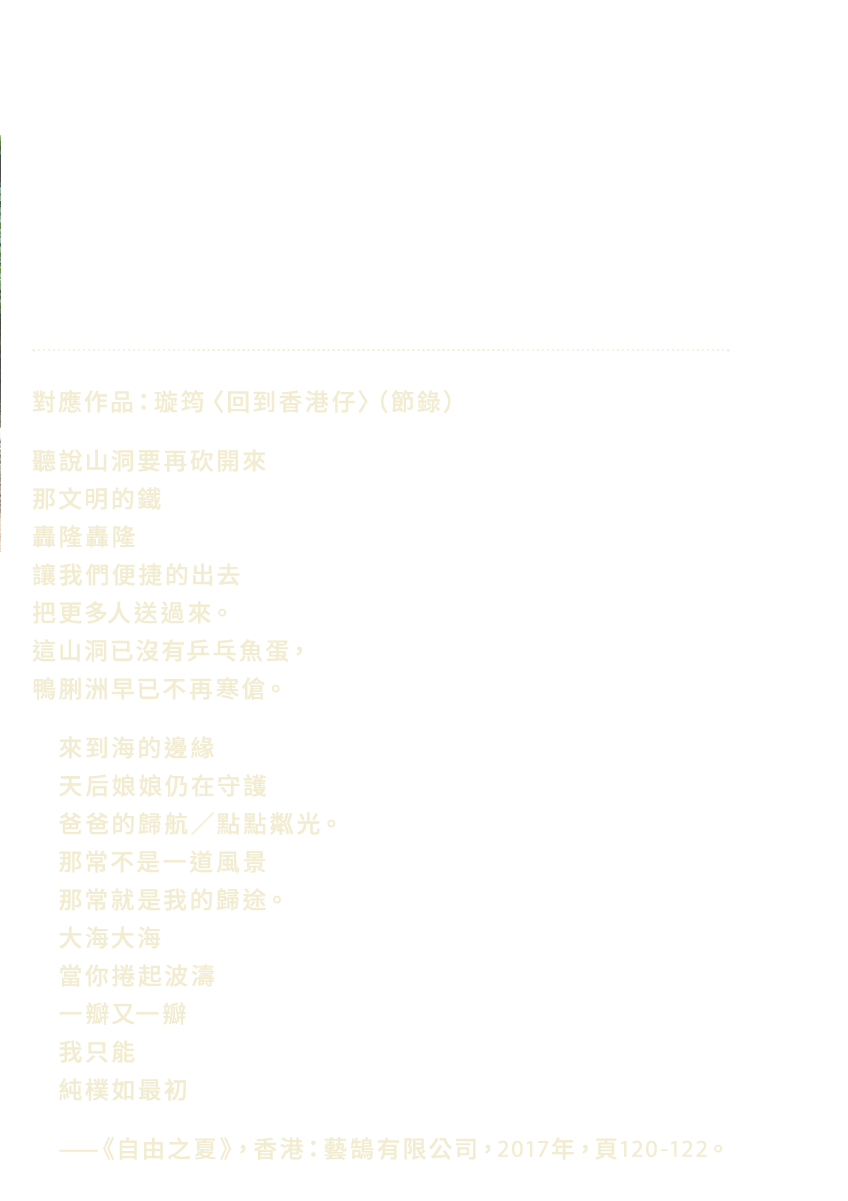 對應作品：璇筠〈回到香港仔〉（節錄）
聽說山洞要再砍開來
那文明的鐵
轟隆轟隆
讓我們便捷的出去
把更多人送過來。
這山洞已沒有乒乓魚蛋，
鴨脷洲早已不再寒傖。
來到海的邊緣
天后娘娘仍在守護
爸爸的歸航／點點粼光。
那常不是一道風景
那常就是我的歸途。
大海大海
當你捲起波濤
一瓣又一瓣
我只能
純樸如最初
——《自由之夏》，香港：藝鵠有限公司，2017年，頁120-122。